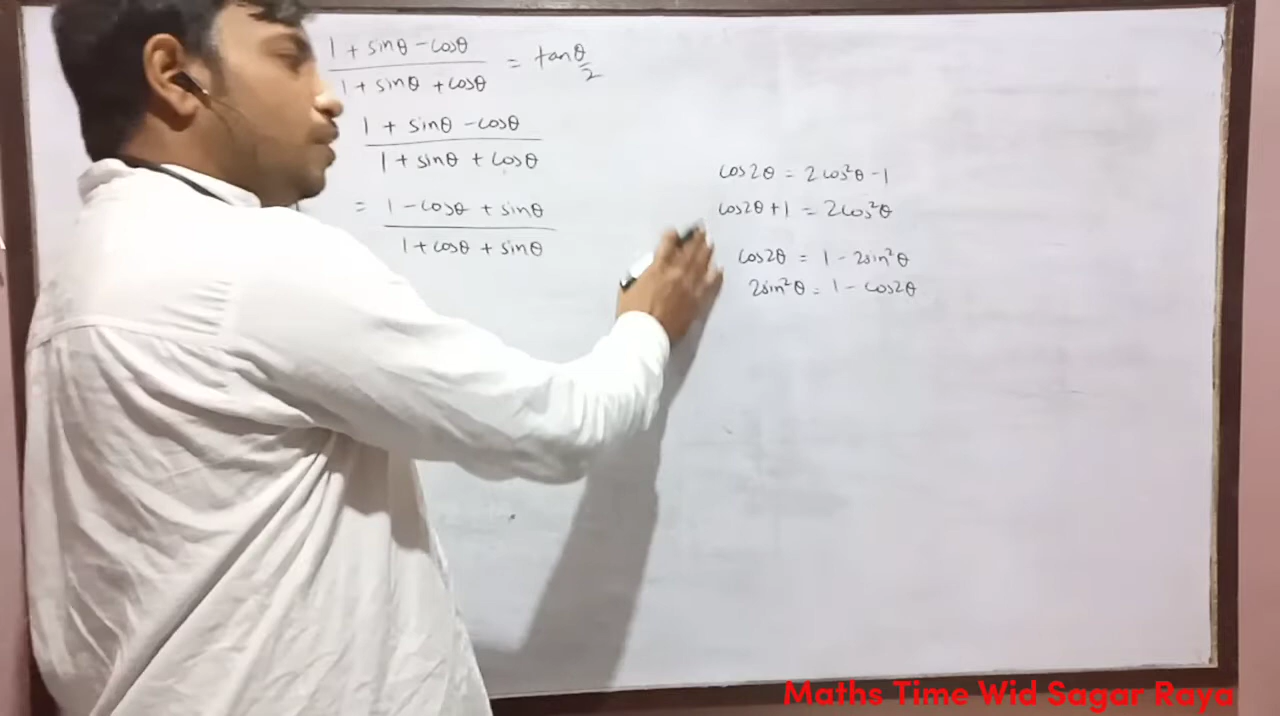 1 + sinθ - cosθ
1 + sinθ + cosθ = tanθ/2
1 + sinθ - cosθ
1 + sinθ + cosθ
= 1 - cosθ + sinθ
1 + cosθ + sinθ
cos2θ = 2cos²θ - 1
cos2θ + 1 = 2cos²θ
cos2θ = 1 - 2sin²θ
2sin²θ = 1 - cos2θ
Maths Time Wid Sagar Raya